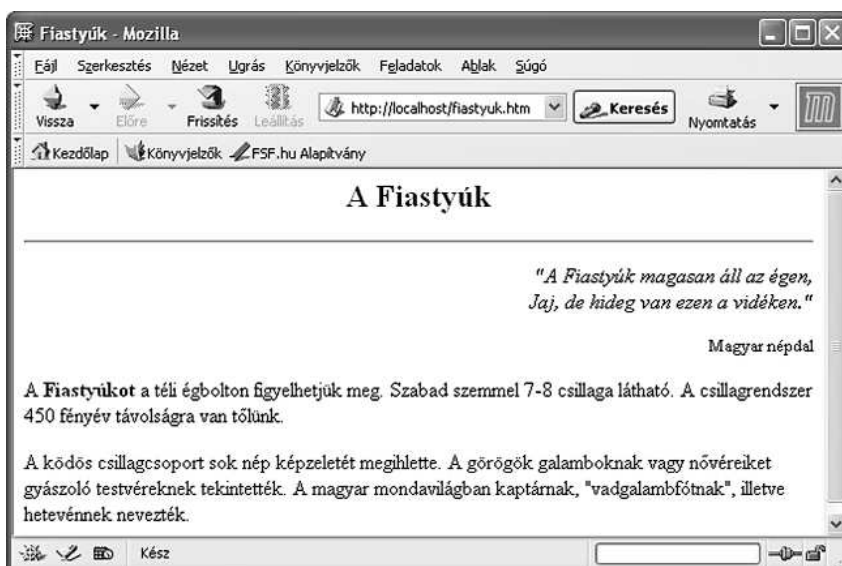 Fiastyúk - Mozilla
Fájl Szerkesztés Nézet Ugrás Könyvjelzők Feladatok Ablak Súgó
Vissza Előre Frissítés Leállítás http://localhost/fiastyuk.htm Keresés Nyomtatás
Kezdőlap Könyvjelzők FSF.hu Alapítvány
A Fiastyúk
"A Fiastyúk magasan áll az égen,
Jaj, de hideg van ezen a vidéken."
Magyar népdal
A Fiastyúkot a téli égbolton figyelhetjük meg. Szabad szemmel 7-8 csillaga látható. A csillagrendszer
450 fényév távolságra van tőlünk.
A ködös csillagcsoport sok nép képzeletét megihlette. A görögök galamboknak vagy nővéreiket
gyászoló testvéreknek tekintették. A magyar mondavilágban kaptárnak, "vadgalambfótnak", illetve
hetevénnek nevezték.
Kész